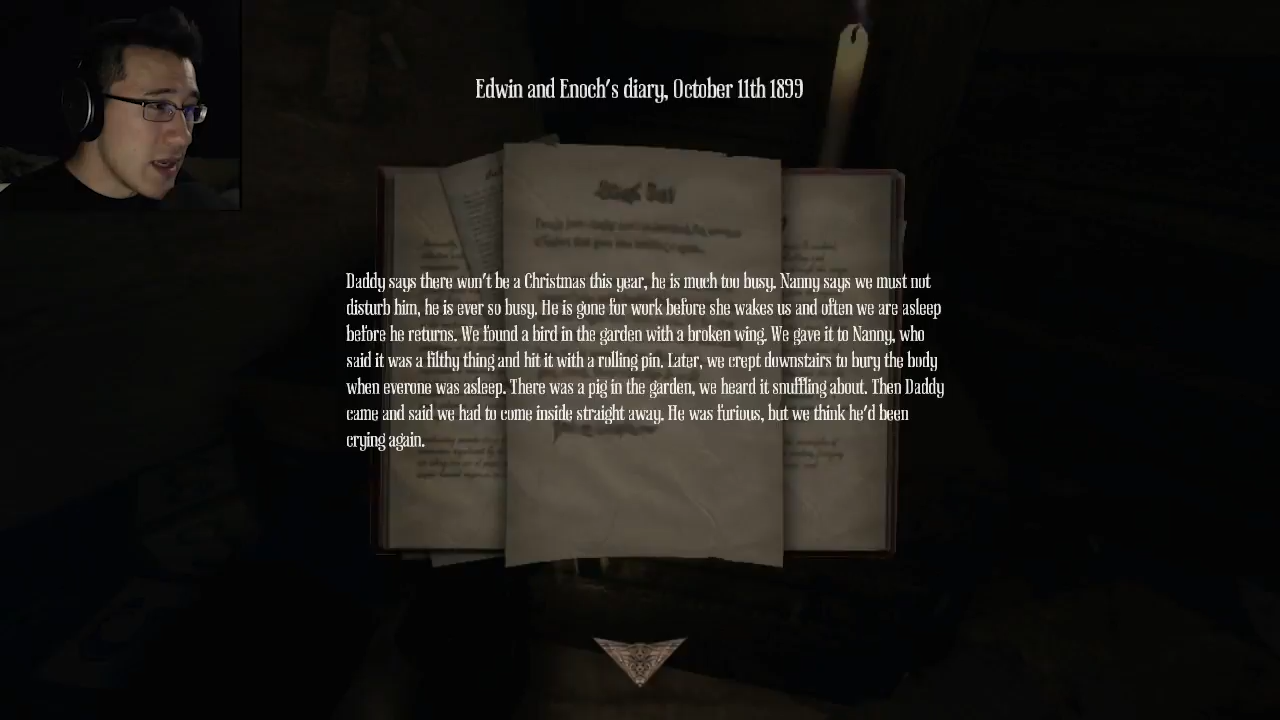 Edwin and Enoch's diary, October 11th 1899
Daddy says there won't be a Christmas this year, he is much too busy. Nanny says we must not
disturb him, he is ever so busy. He is gone for work before she wakes us and often we are asleep
before he returns. We found a bird in the garden with a broken wing. We gave it to Nanny, who
said it was a filthy thing and hit it with a rolling pin. Later, we crept downstairs to bury the body
when everone was asleep. There was a pig in the garden, we heard it snuffling about. Then Daddy
came and said we had to come inside straight away. He was furious, but we think he'd been
crying again.